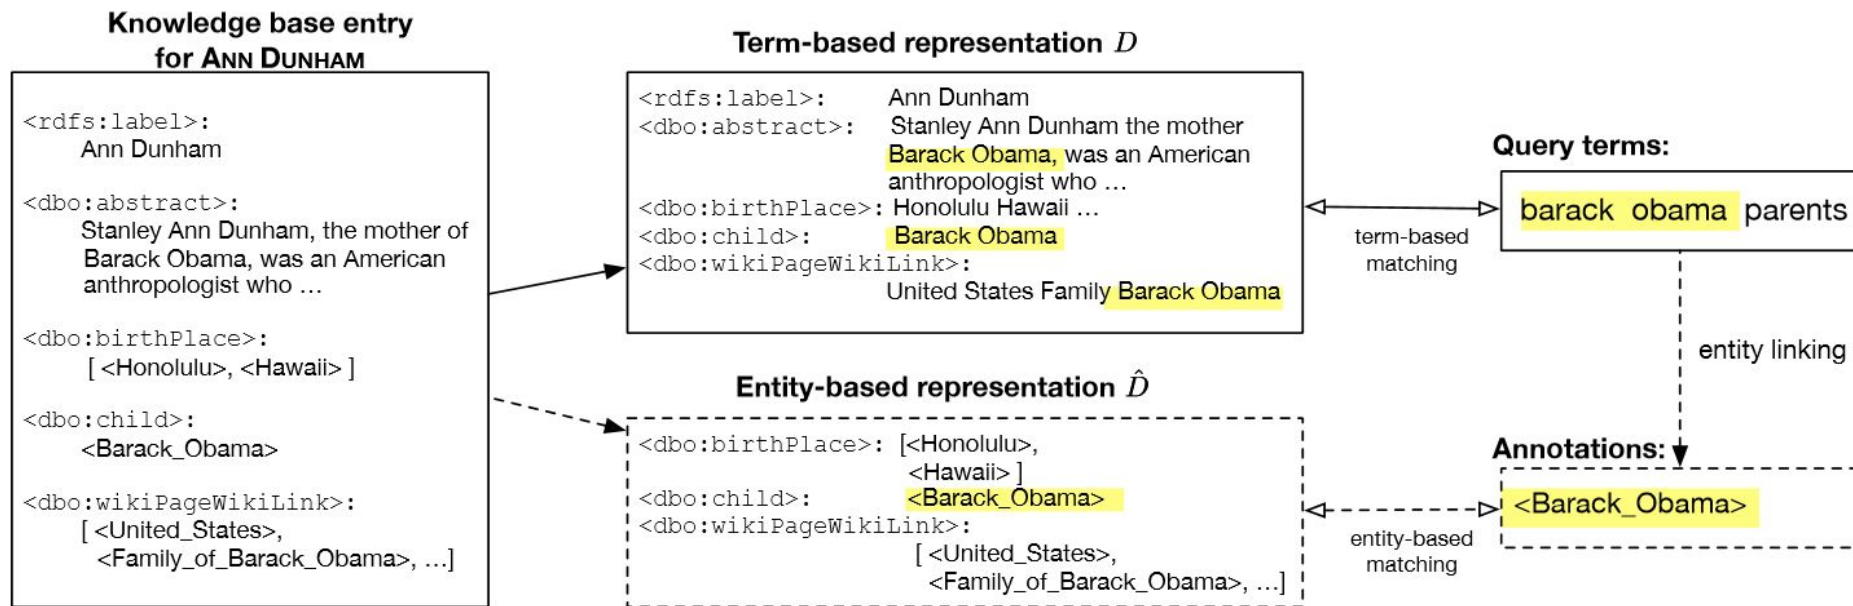 Knowledge base entry
for ANN DUNHAM
<rdfs:label>:
Ann Dunham
<dbo:abstract>:
Stanley Ann Dunham, the mother of
Barack Obama, was an American
anthropologist who ...
<dbo:birthPlace>:
[ <Honolulu>, <Hawaii> ]
<dbo:child>:
<Barack_Obama>
<dbo:wikiPageWikiLink>:
[ <United_States>,
<Family_of_Barack_Obama>, ...]
Term-based representation D
<rdfs:label>: Ann Dunham
<dbo:abstract>: Stanley Ann Dunham the mother
Barack Obama, was an American
anthropologist who ...
<dbo:birthPlace>: Honolulu Hawaii ...
<dbo:child>: Barack Obama
<dbo:wikiPageWikiLink>:
United States Family Barack Obama
Entity-based representation D̂
<dbo:birthPlace>: [<Honolulu>,
<Hawaii> ]
<dbo:child>: <Barack_Obama>
<dbo:wikiPageWikiLink>:
[ <United_States>,
<Family_of_Barack_Obama>, ...]
term-based
matching
entity-based
matching
Query terms:
barack obama parents
entity linking
Annotations:
<Barack_Obama>